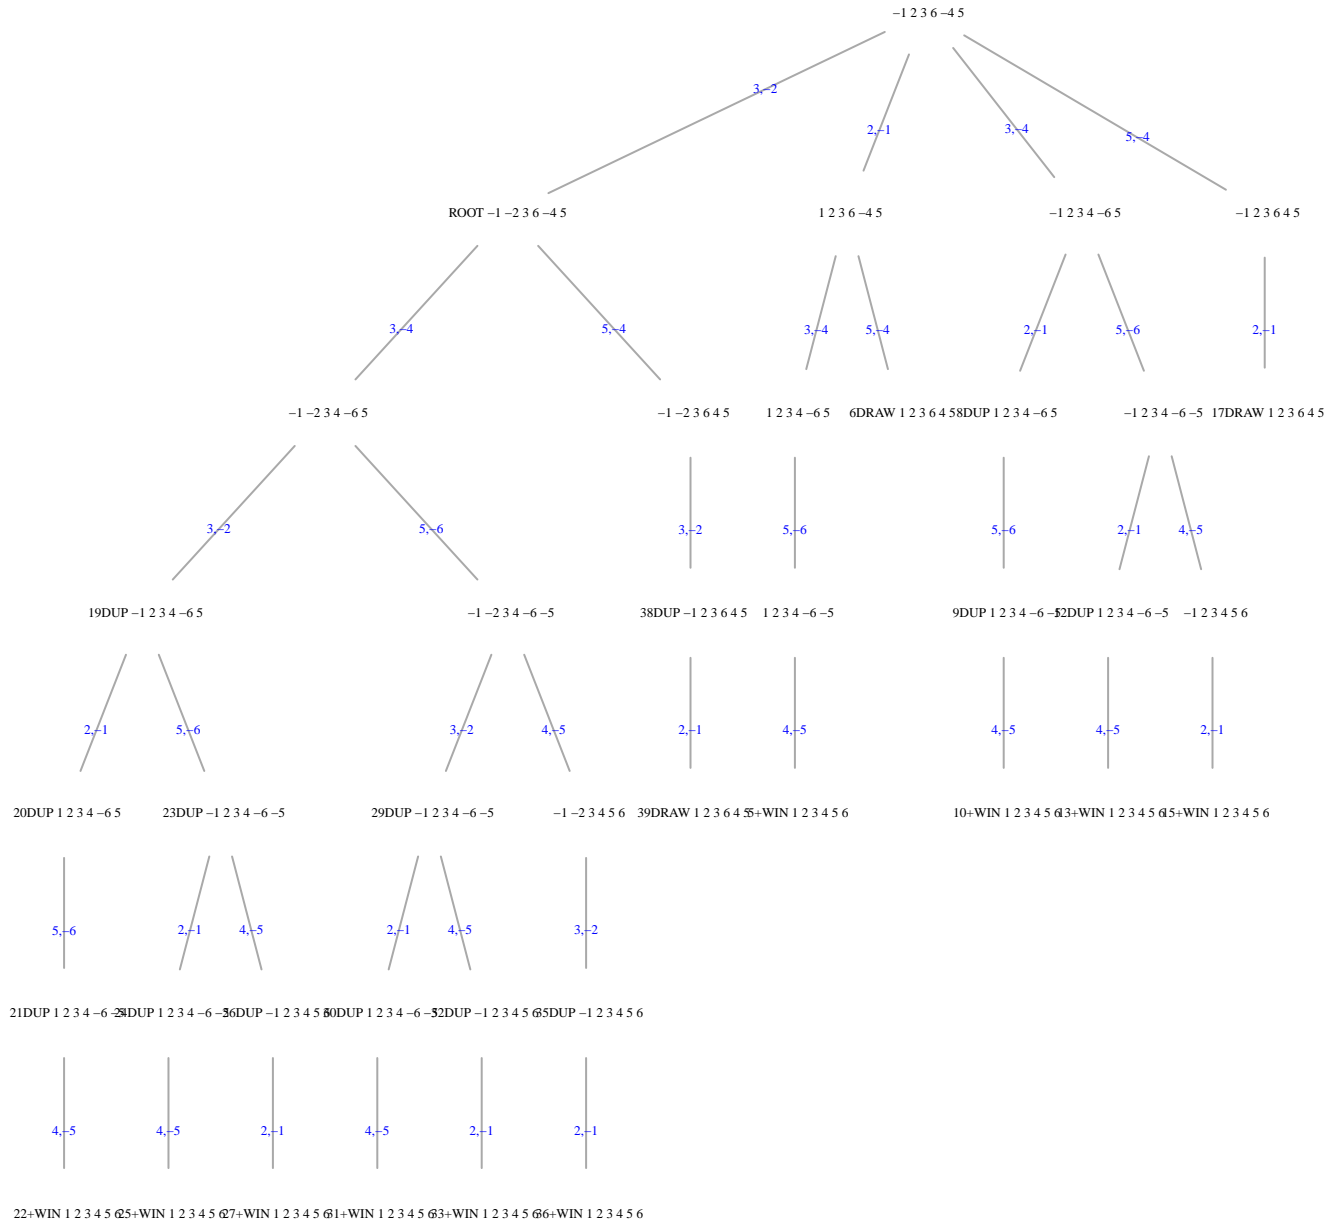 −1 2 3 6 −4 5
3,−2
2,−1
3,−4
5,−4
ROOT −1 −2 3 6 −4 5
1 2 3 6 −4 5
−1 2 3 4 −6 5
−1 2 3 6 4 5
3,−4
5,−4
3,−4
5,−4
2,−1
5,−6
2,−1
−1 −2 3 4 −6 5
−1 −2 3 6 4 5
1 2 3 4 −6 5
6DRAW 1 2 3 6 4 5
8DUP 1 2 3 4 −6 5
−1 2 3 4 −6 −5
17DRAW 1 2 3 6 4 5
3,−2
5,−6
3,−2
5,−6
5,−6
2,−1
4,−5
19DUP −1 2 3 4 −6 5
−1 −2 3 4 −6 −5
38DUP −1 2 3 6 4 5
1 2 3 4 −6 −5
9DUP 1 2 3 4 −6 −5
12DUP 1 2 3 4 −6 −5
−1 2 3 4 5 6
2,−1
5,−6
3,−2
4,−5
2,−1
4,−5
4,−5
4,−5
2,−1
20DUP 1 2 3 4 −6 5
23DUP −1 2 3 4 −6 −5
29DUP −1 2 3 4 −6 −5
−1 −2 3 4 5 6
39DRAW 1 2 3 6 4 5
5+WIN 1 2 3 4 5 6
10+WIN 1 2 3 4 5 6
13+WIN 1 2 3 4 5 6
15+WIN 1 2 3 4 5 6
5,−6
2,−1
4,−5
2,−1
4,−5
3,−2
21DUP 1 2 3 4 −6 −5
24DUP 1 2 3 4 −6 −5
26DUP −1 2 3 4 5 6
30DUP 1 2 3 4 −6 −5
32DUP −1 2 3 4 5 6
35DUP −1 2 3 4 5 6
4,−5
4,−5
2,−1
4,−5
2,−1
2,−1
22+WIN 1 2 3 4 5 6
25+WIN 1 2 3 4 5 6
27+WIN 1 2 3 4 5 6
31+WIN 1 2 3 4 5 6
33+WIN 1 2 3 4 5 6
36+WIN 1 2 3 4 5 6